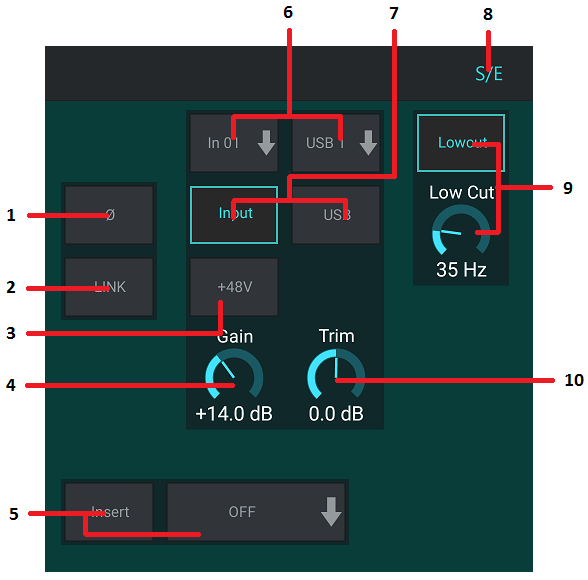 6
7
8
S/E
In 01
USB 1
Lowcut
9
Low Cut
35 Hz
1
Ø
Input
USB
2
LINK
+48V
3
Gain
Trim
4
10
+14.0 dB
0.0 dB
5
Insert
OFF